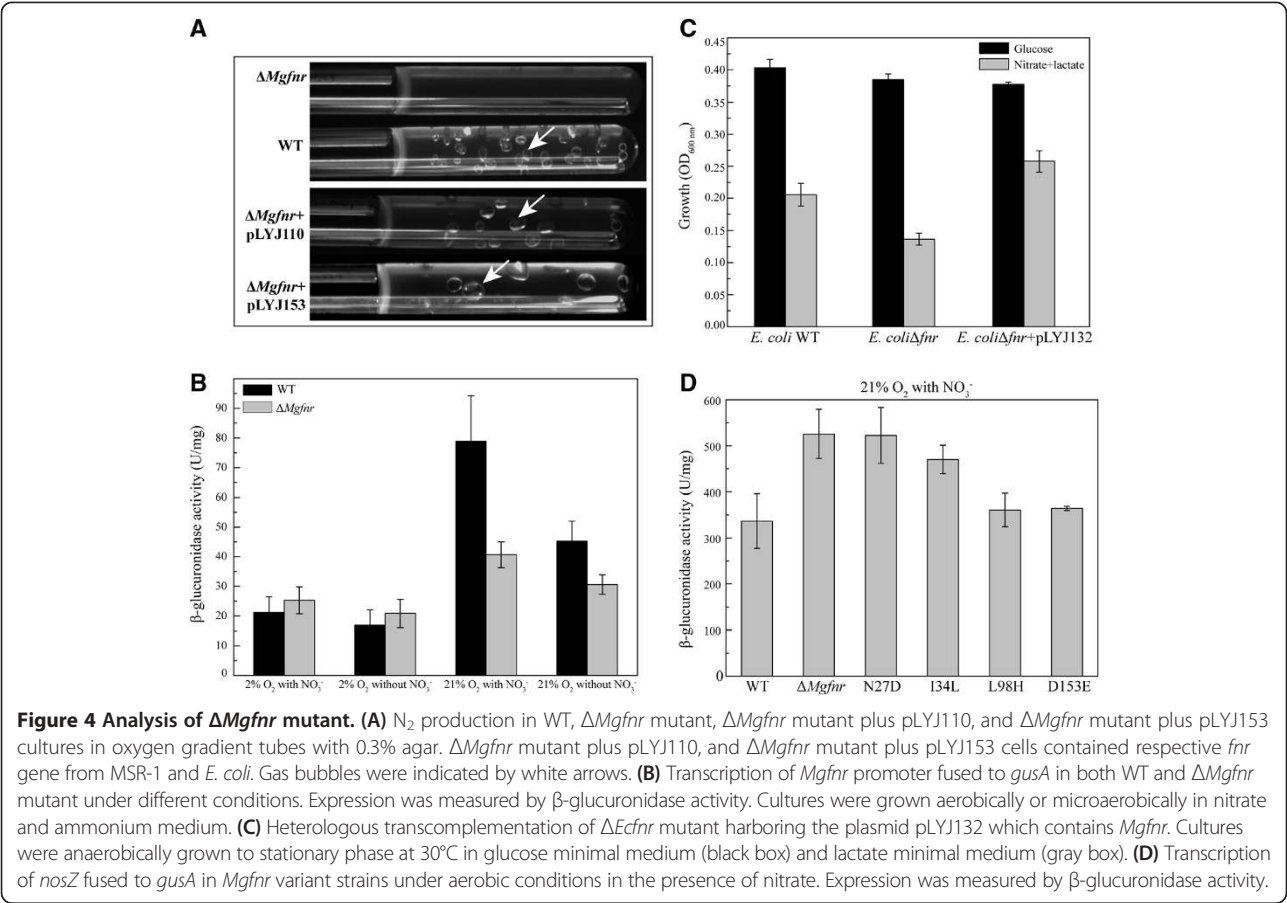 A
ΔMgfnr
WT
ΔMgfnr+
pLYJ110
ΔMgfnr+
pLYJ153
C
0.45
0.40
0.35
0.30
0.25
0.20
0.15
0.10
0.05
0.00
Growth (OD600 nm)
Glucose
Nitrate+lactate
E. coli WT
E. coliΔfnr
E. coliΔfnr+pLYJ132
B
90
80
70
60
50
40
30
20
10
0
β-glucuronidase activity (U/mg)
WT
ΔMgfnr
2% O2 with NO3-
2% O2 without NO3-
21% O2 with NO3-
21% O2 without NO3-
D
21% O2 with NO3-
600
500
400
300
200
100
0
β-glucuronidase activity (U/mg)
WT
ΔMgfnr
N27D
I34L
L98H
D153E
Figure 4 Analysis of ΔMgfnr mutant. (A) N2 production in WT, ΔMgfnr mutant, ΔMgfnr mutant plus pLYJ110, and ΔMgfnr mutant plus pLYJ153
cultures in oxygen gradient tubes with 0.3% agar. ΔMgfnr mutant plus pLYJ110, and ΔMgfnr mutant plus pLYJ153 cells contained respective fnr
gene from MSR-1 and E. coli. Gas bubbles were indicated by white arrows. (B) Transcription of Mgfnr promoter fused to gusA in both WT and ΔMgfnr
mutant under different conditions. Expression was measured by β-glucuronidase activity. Cultures were grown aerobically or microaerobically in nitrate
and ammonium medium. (C) Heterologous transcomplementation of ΔEcfnr mutant harboring the plasmid pLYJ132 which contains Mgfnr. Cultures
were anaerobically grown to stationary phase at 30°C in glucose minimal medium (black box) and lactate minimal medium (gray box). (D) Transcription
of nosZ fused to gusA in Mgfnr variant strains under aerobic conditions in the presence of nitrate. Expression was measured by β-glucuronidase activity.